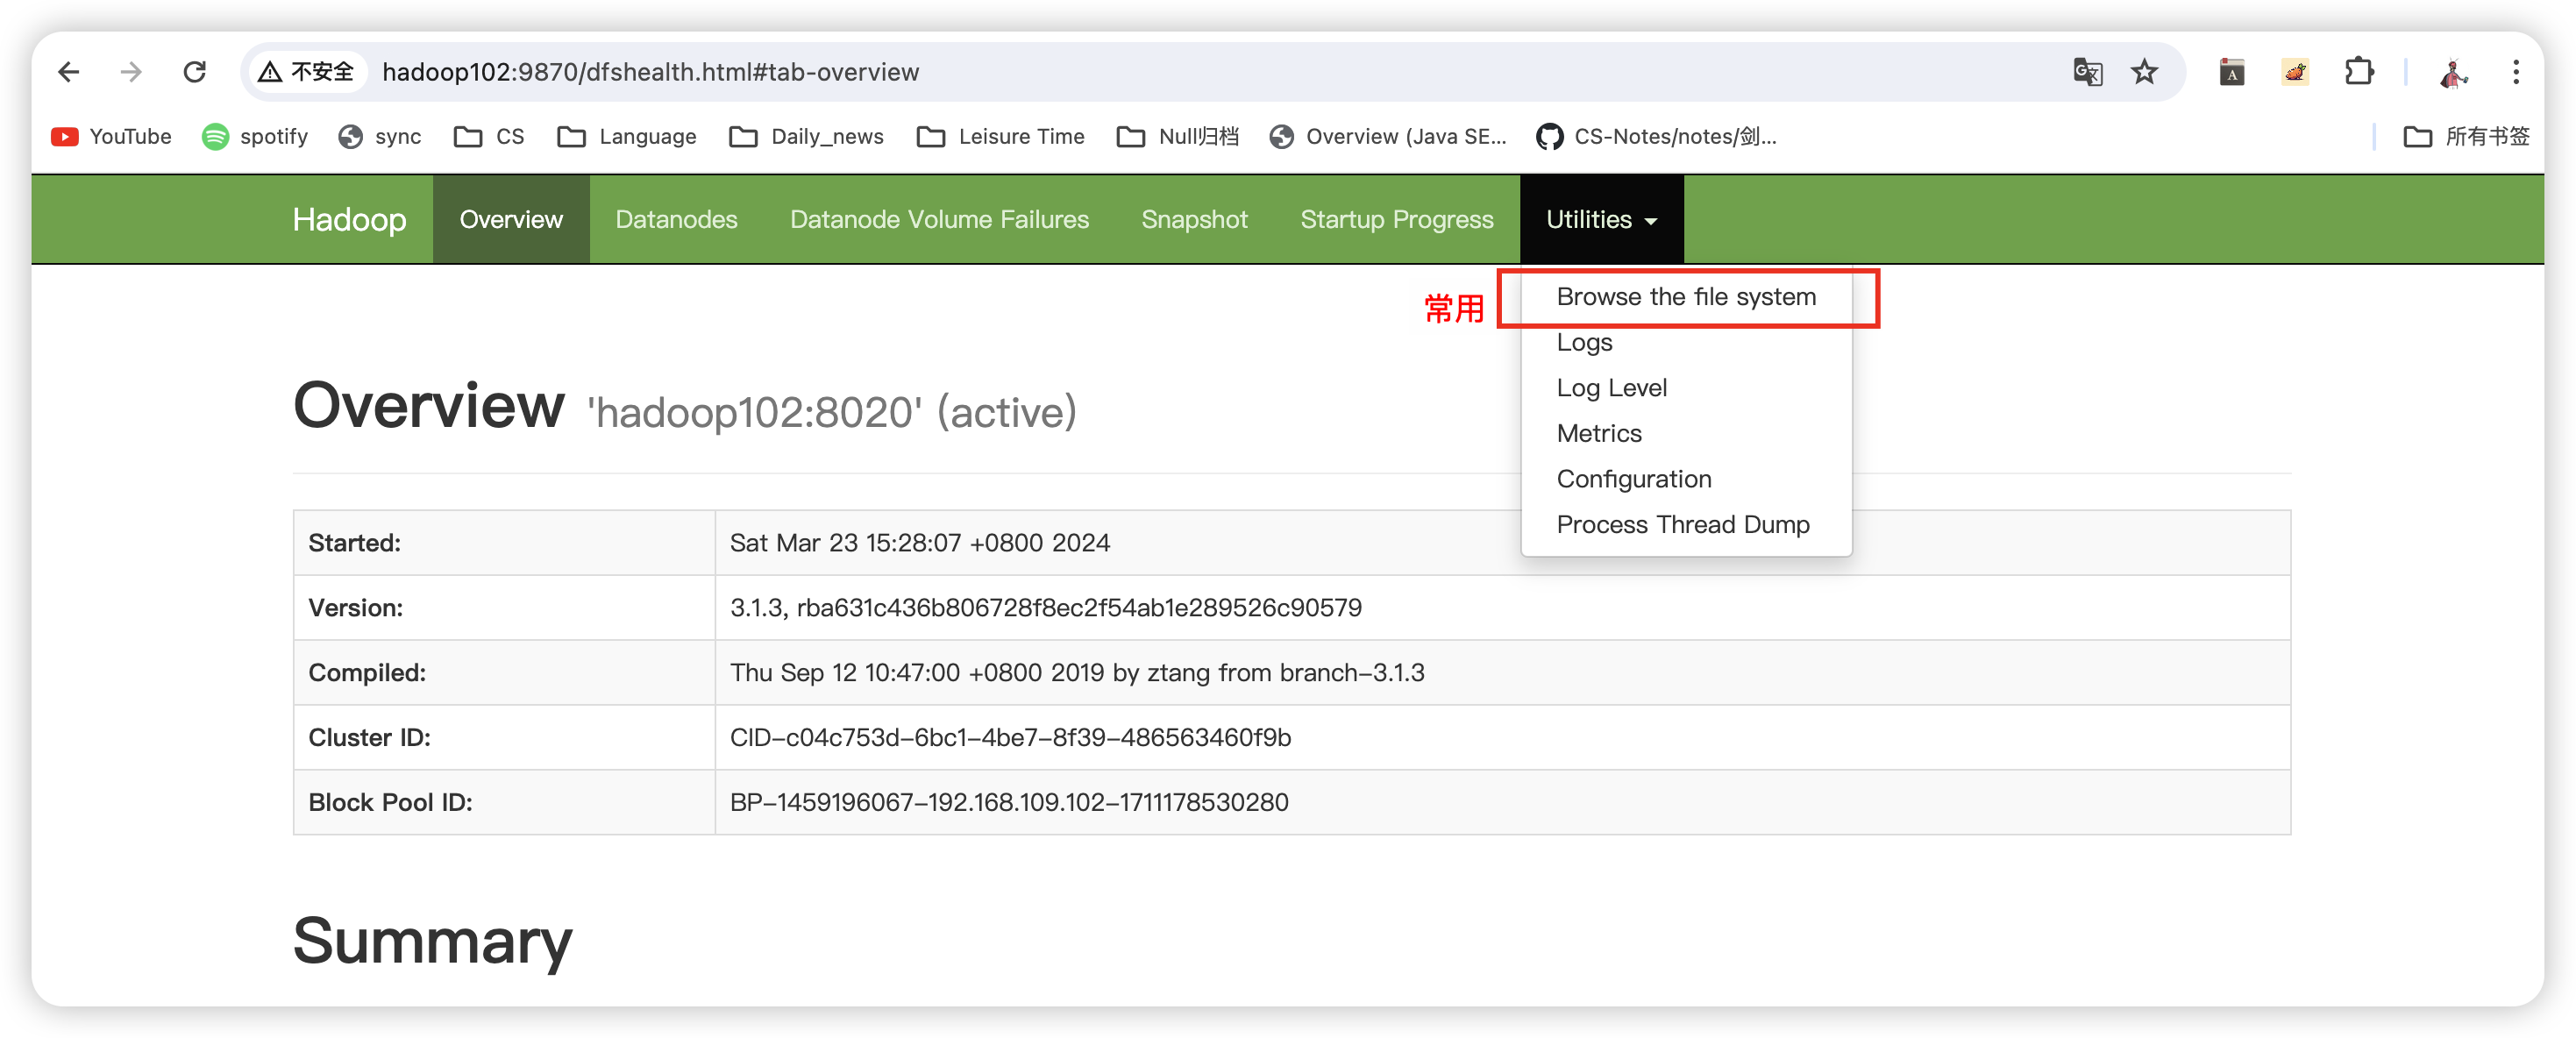 不安全 hadoop102:9870/dfshealth.html#tab-overview
YouTube spotify sync CS Language Daily_news Leisure Time Null归档 Overview (Java SE... CS-Notes/notes/剑... 所有书签
Hadoop Overview Datanodes Datanode Volume Failures Snapshot Startup Progress Utilities
常用 Browse the file system
Logs
Log Level
Metrics
Configuration
Process Thread Dump
Overview 'hadoop102:8020' (active)
Started: Sat Mar 23 15:28:07 +0800 2024
Version: 3.1.3, rba631c436b806728f8ec2f54ab1e289526c90579
Compiled: Thu Sep 12 10:47:00 +0800 2019 by ztang from branch-3.1.3
Cluster ID: CID-c04c753d-6bc1-4be7-8f39-486563460f9b
Block Pool ID: BP-1459196067-192.168.109.102-1711178530280
Summary